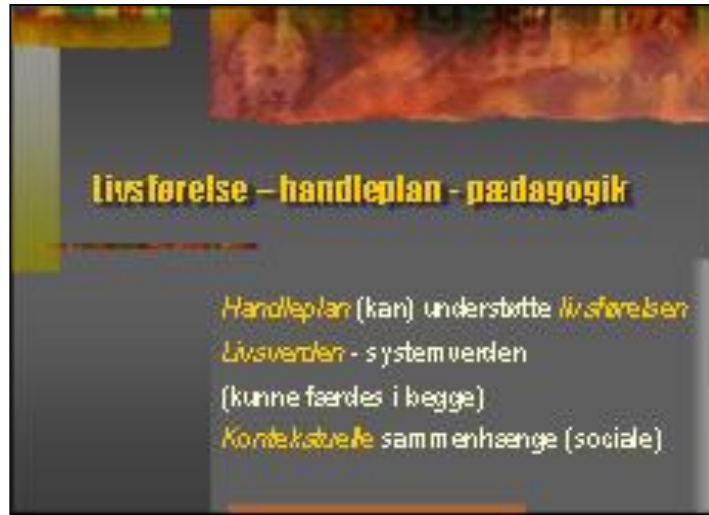 Livsførelse – handleplan - pædagogik
Handleplan (kan) understøtte livsførelsen
Livsverden - systemverden
(kunne færdes i begge)
Kontekstuelle sammenhænge (sociale)